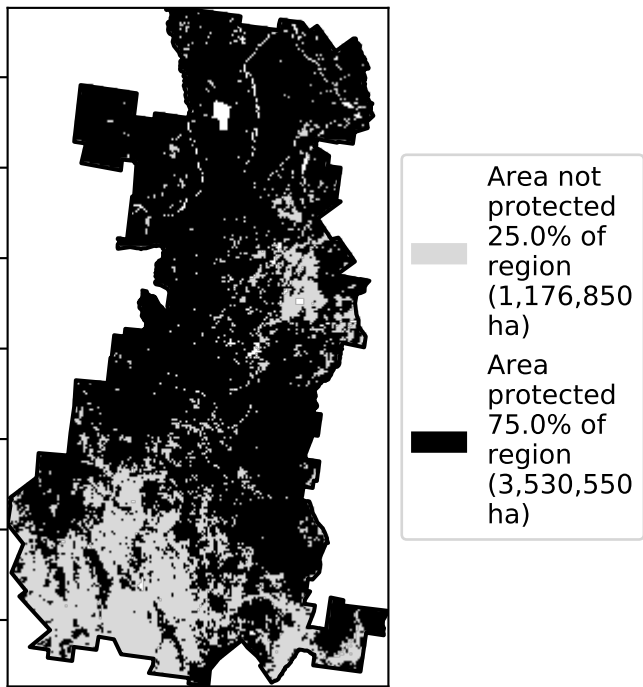 Area not
protected
25.0% of
region
(1,176,850
ha)
Area
protected
75.0% of
region
(3,530,550
ha)